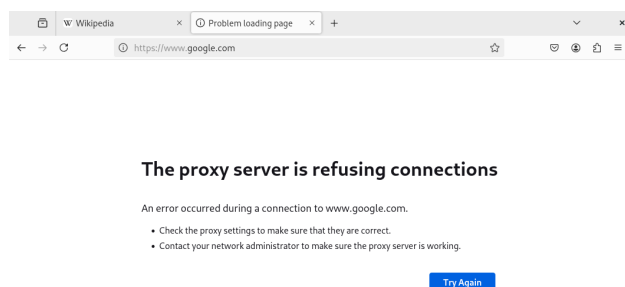 Wikipedia
Problem loading page
https://www.google.com
The proxy server is refusing connections
An error occurred during a connection to www.google.com.
• Check the proxy settings to make sure that they are correct.
• Contact your network administrator to make sure the proxy server is working.
Try Again